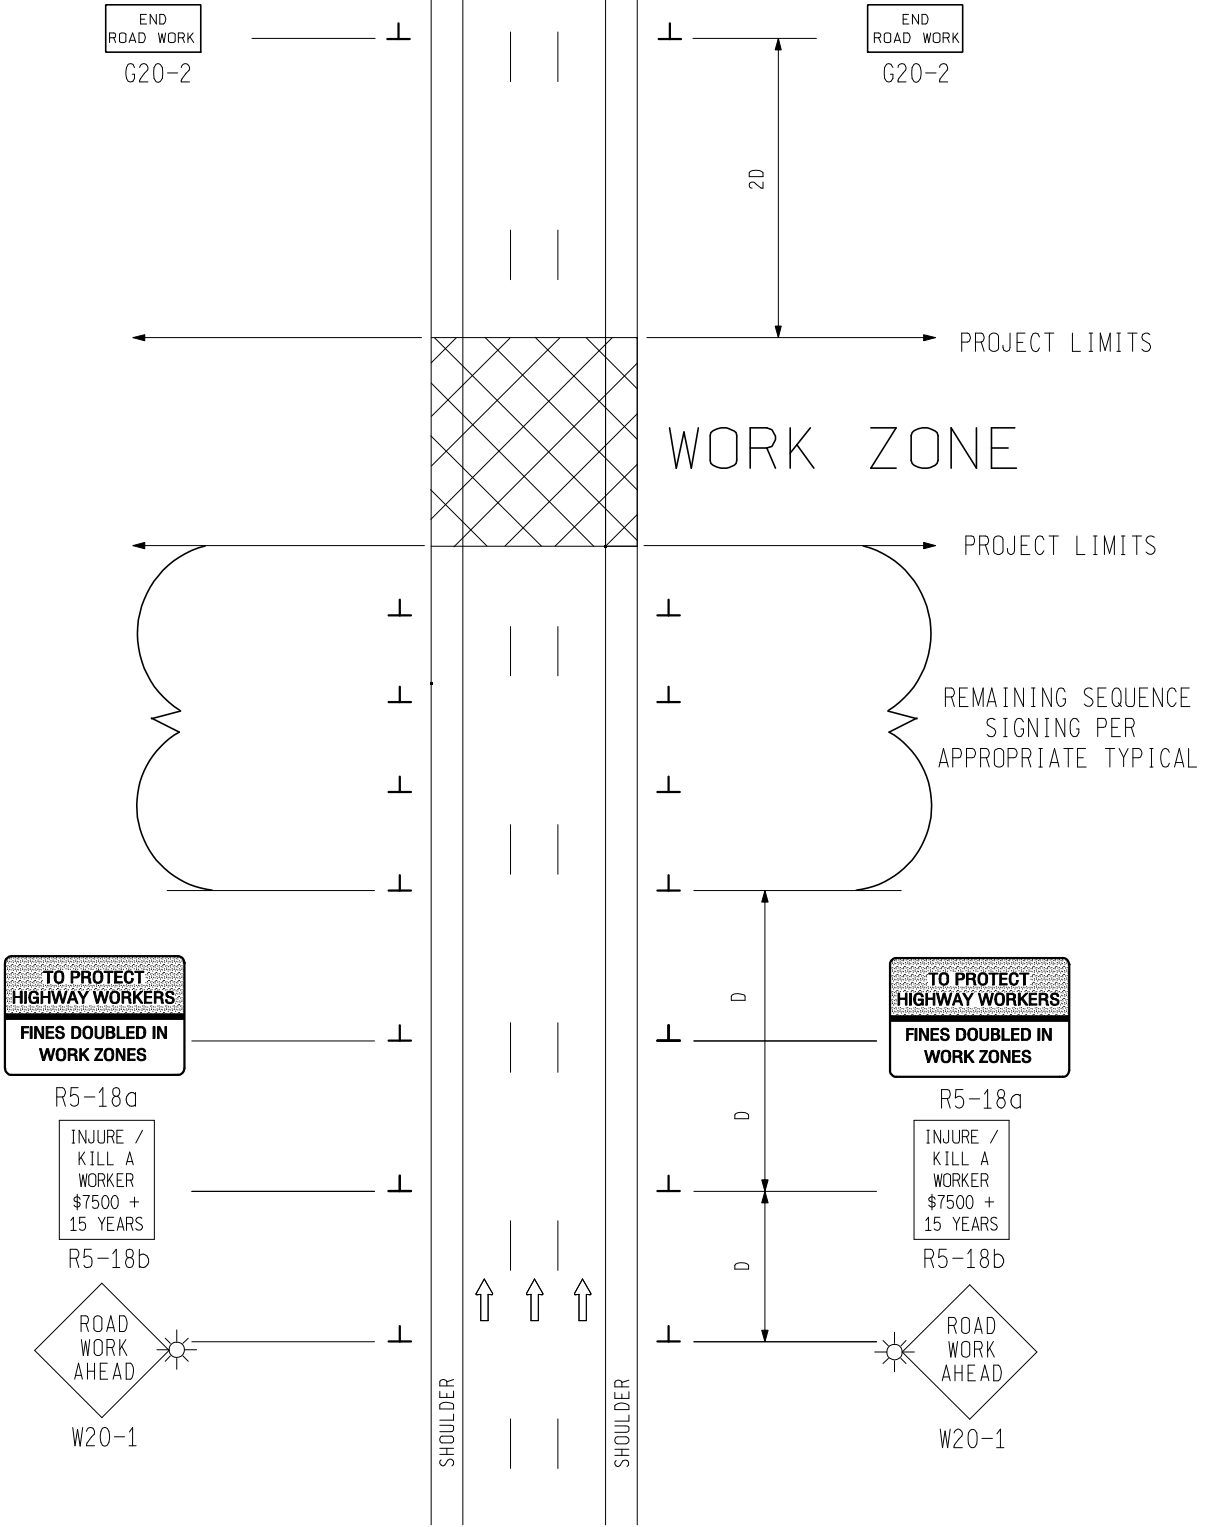 END
ROAD WORK
G20-2
END
ROAD WORK
G20-2
2D
PROJECT LIMITS
WORK ZONE
PROJECT LIMITS
REMAINING SEQUENCE
SIGNING PER
APPROPRIATE TYPICAL
TO PROTECT
HIGHWAY WORKERS
FINES DOUBLED IN
WORK ZONES
R5-18a
D
TO PROTECT
HIGHWAY WORKERS
FINES DOUBLED IN
WORK ZONES
R5-18a
INJURE /
KILL A
WORKER
$7500 +
15 YEARS
R5-18b
D
INJURE /
KILL A
WORKER
$7500 +
15 YEARS
R5-18b
D
ROAD
WORK
AHEAD
W20-1
SHOULDER
SHOULDER
ROAD
WORK
AHEAD
W20-1